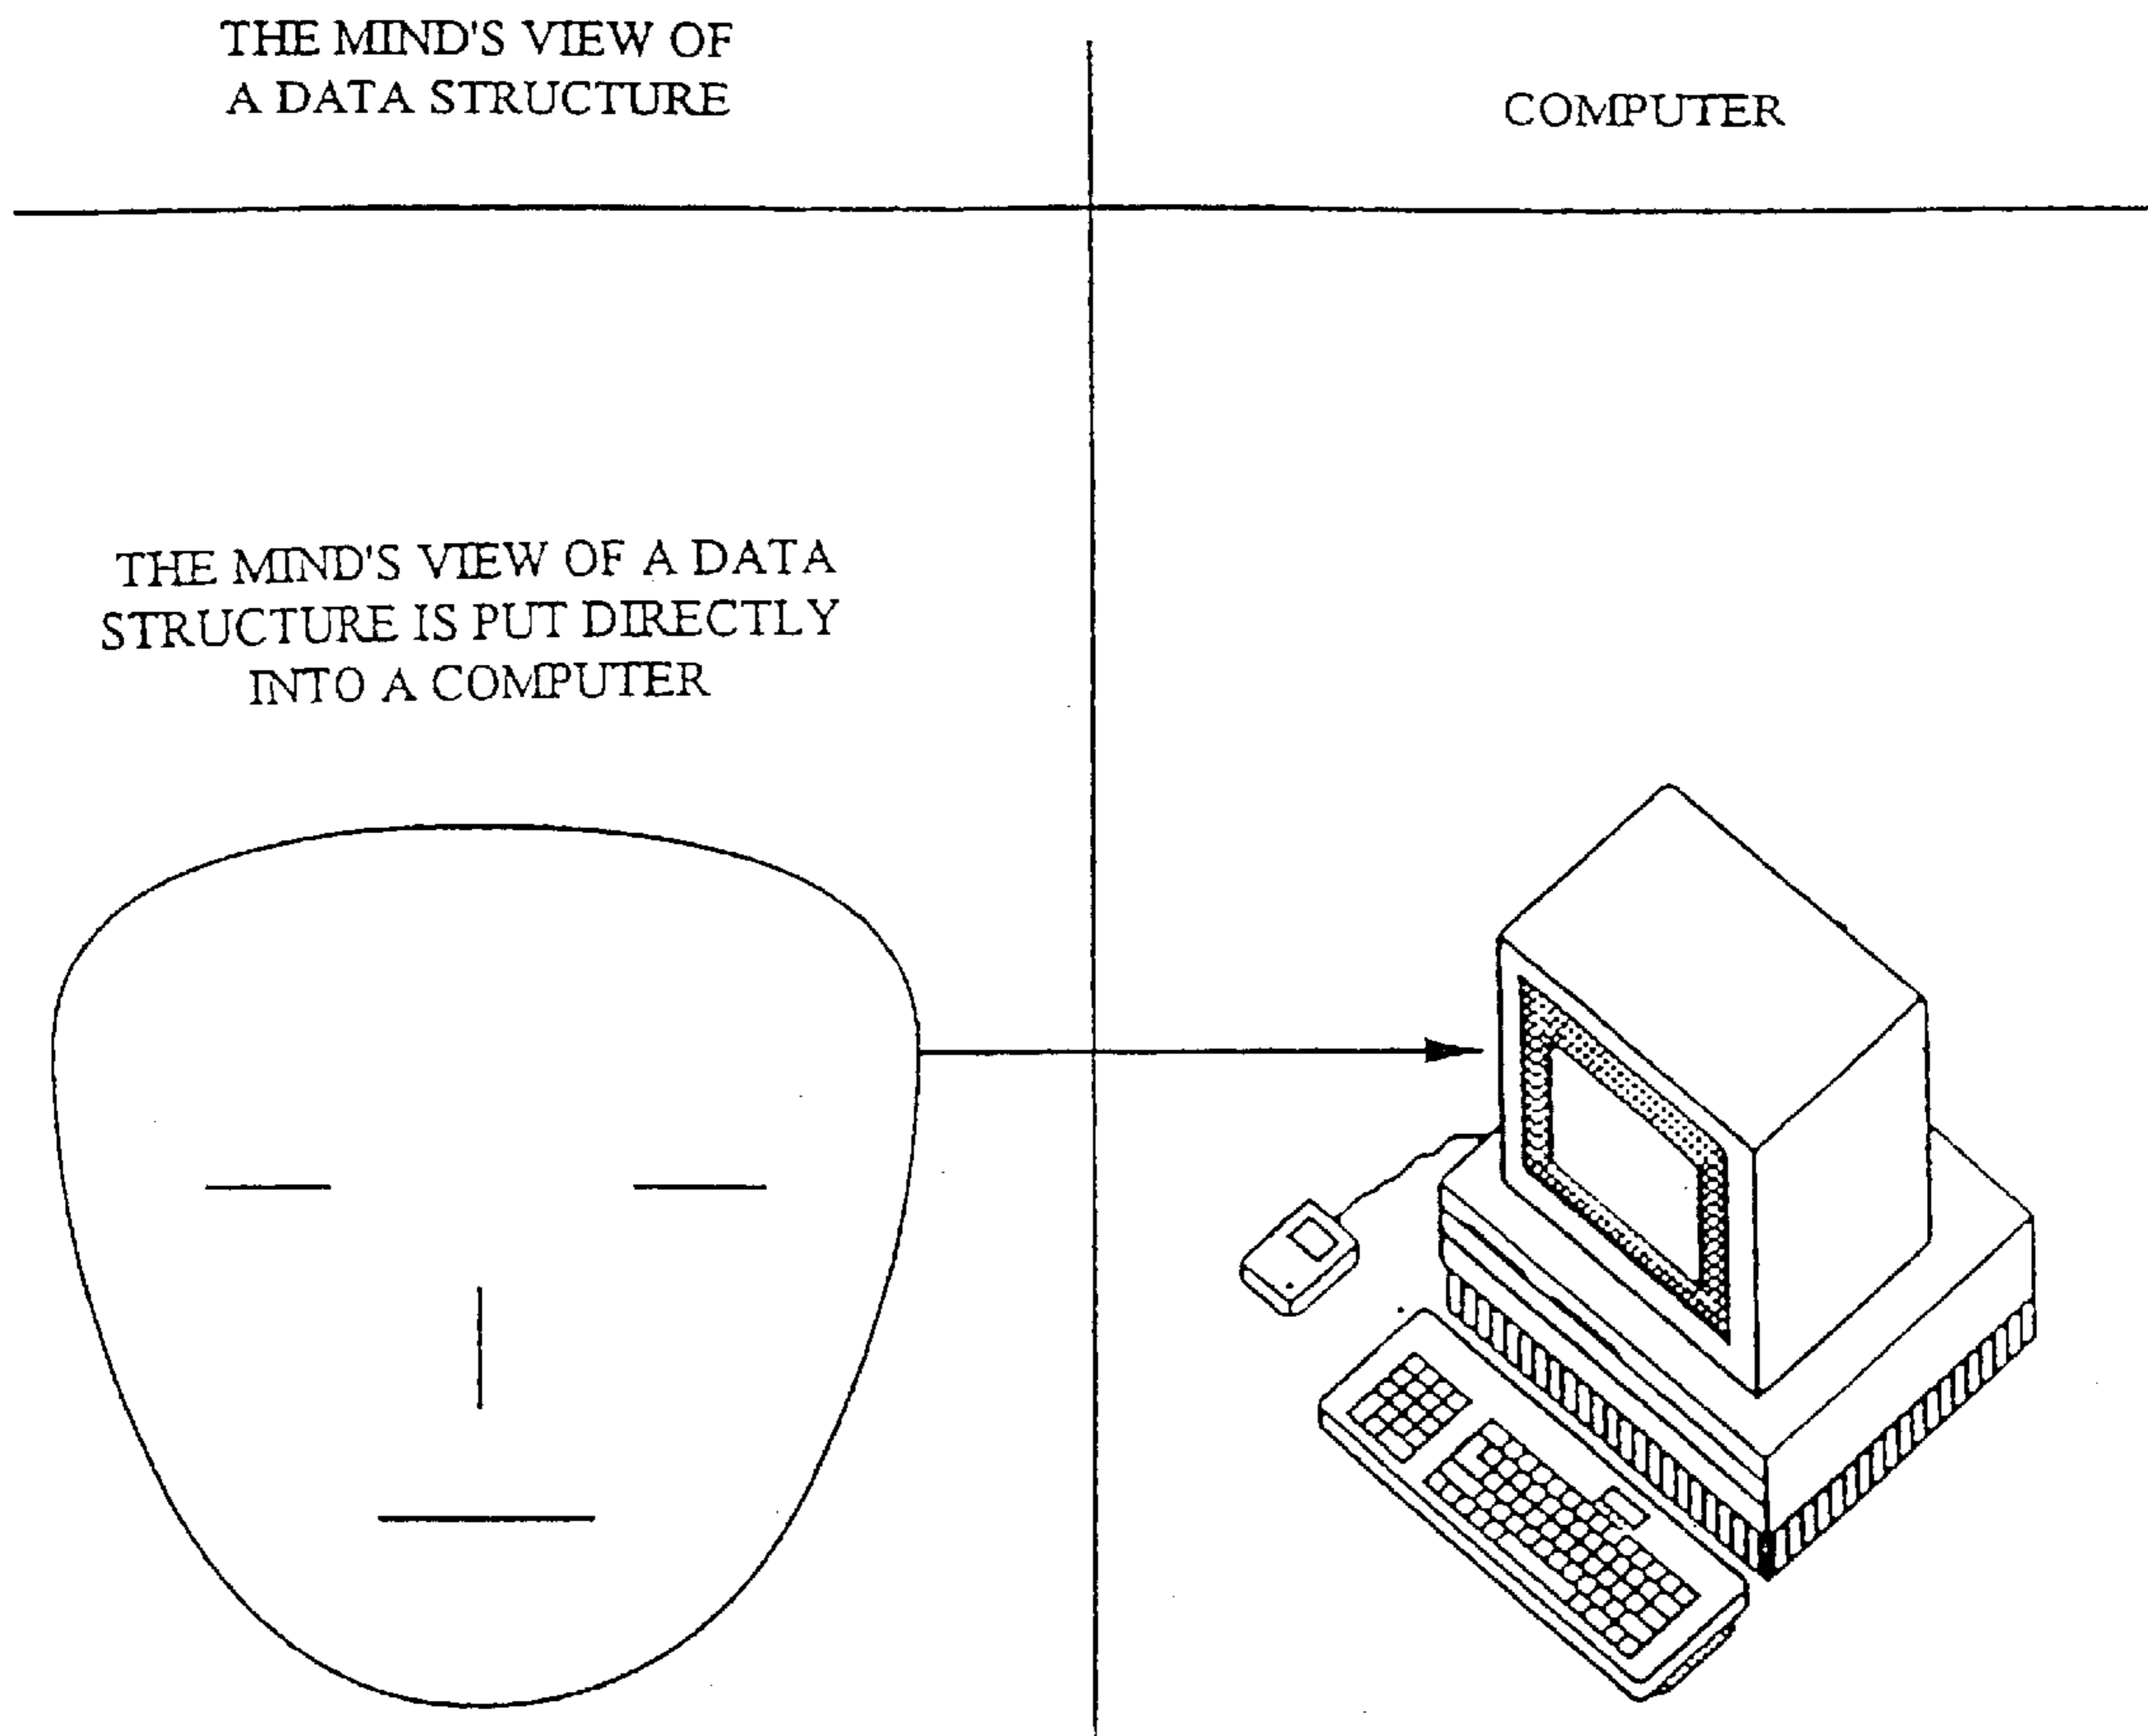 THE MIND'S VIEW OF
A DATA STRUCTURE
COMPUTER
THE MIND'S VIEW OF A DATA
STRUCTURE IS PUT DIRECTLY
INTO A COMPUTER